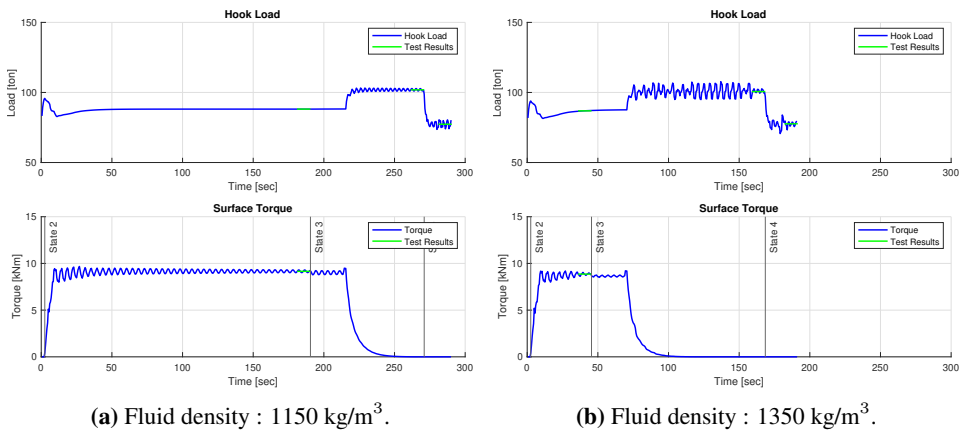 Hook Load
150
100
50
Load [ton]
Hook Load
Test Results
0 50 100 150 200 250 300
Time [sec]
Surface Torque
15
10
5
0
Torque [kNm]
State 2
State 3
Torque
Test Results
0 50 100 150 200 250 300
Time [sec]
(a) Fluid density : 1150 kg/m³.
Hook Load
150
100
50
Load [ton]
Hook Load
Test Results
0 50 100 150 200 250 300
Time [sec]
Surface Torque
15
10
5
0
Torque [kNm]
State 2
State 3
State 4
Torque
Test Results
0 50 100 150 200 250 300
Time [sec]
(b) Fluid density : 1350 kg/m³.